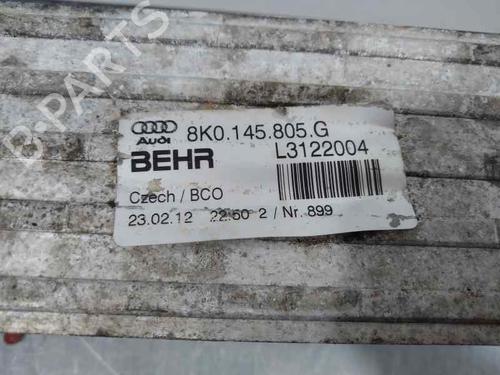 B-PARTS
Audi
8K0.145.805.G
BEHR
L3122004
Czech / BCO
23.02.12 22:50 2 / Nr. 899